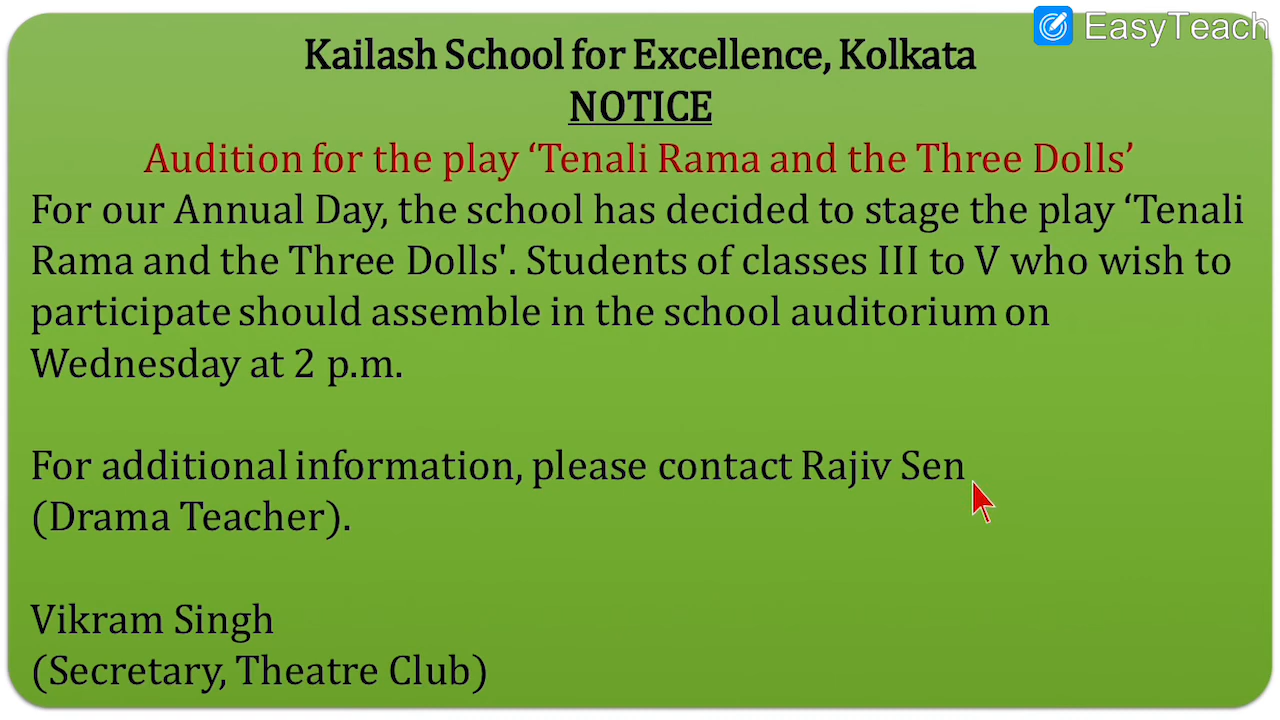 EasyTeach
Kailash School for Excellence, Kolkata
NOTICE
Audition for the play ‘Tenali Rama and the Three Dolls’
For our Annual Day, the school has decided to stage the play ‘Tenali
Rama and the Three Dolls'. Students of classes III to V who wish to
participate should assemble in the school auditorium on
Wednesday at 2 p.m.
For additional information, please contact Rajiv Sen
(Drama Teacher).
Vikram Singh
(Secretary, Theatre Club)